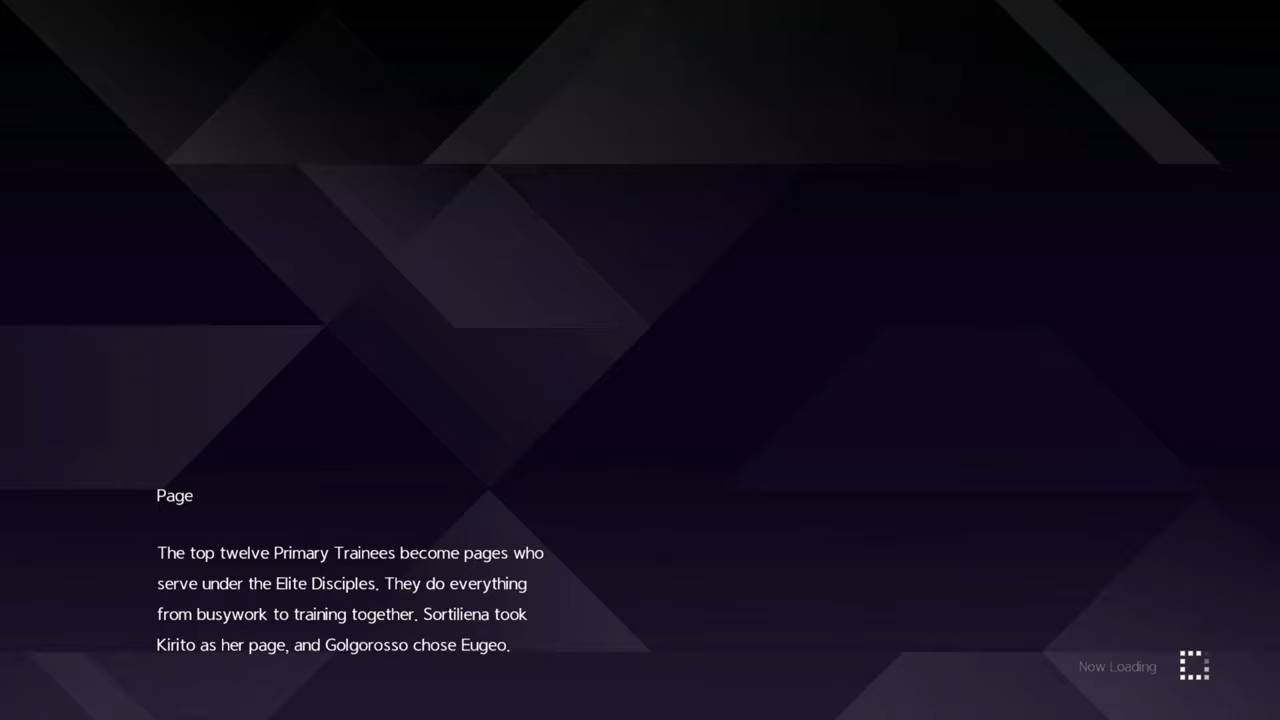 Page
The top twelve Primary Trainees become pages who
serve under the Elite Disciples. They do everything
from busywork to training together. Sortiliena took
Kirito as her page, and Golgorosso chose Eugeo.
Now Loading